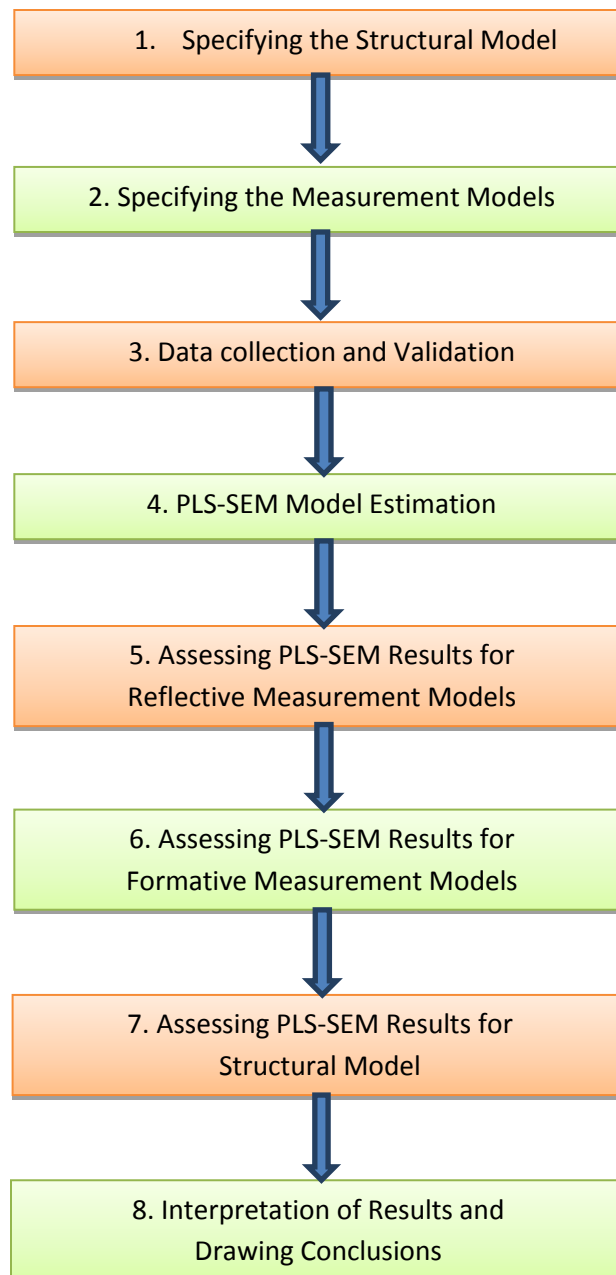 1. Specifying the Structural Model
2. Specifying the Measurement Models
3. Data collection and Validation
4. PLS-SEM Model Estimation
5. Assessing PLS-SEM Results for
Reflective Measurement Models
6. Assessing PLS-SEM Results for
Formative Measurement Models
7. Assessing PLS-SEM Results for
Structural Model
8. Interpretation of Results and
Drawing Conclusions